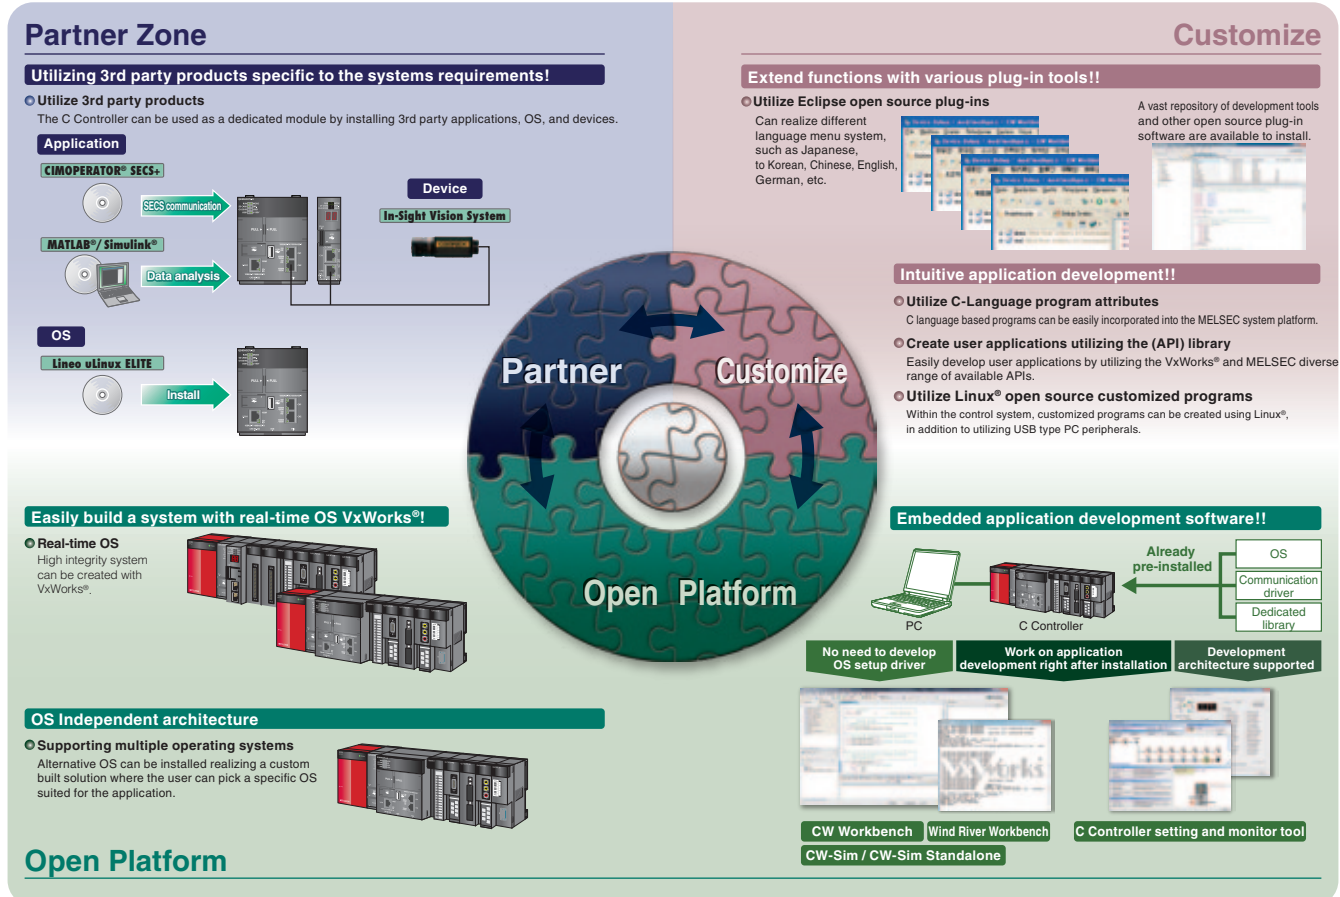 Partner Zone
Customize
Utilizing 3rd party products specific to the systems requirements!
Utilize 3rd party products
The C Controller can be used as a dedicated module by installing 3rd party applications, OS, and devices.
Application
CIMOPERATOR® SECS+
SECS communication
MATLAB®/ Simulink®
Data analysis
Device
In-Sight Vision System
OS
Lineo uLinux ELITE
Install
Extend functions with various plug-in tools!!
Utilize Eclipse open source plug-ins
Can realize different
language menu system,
such as Japanese,
to Korean, Chinese, English,
German, etc.
A vast repository of development tools
and other open source plug-in
software are available to install.
Intuitive application development!!
Utilize C-Language program attributes
C language based programs can be easily incorporated into the MELSEC system platform.
Create user applications utilizing the (API) library
Easily develop user applications by utilizing the VxWorks® and MELSEC diverse
range of available APIs.
Utilize Linux® open source customized programs
Within the control system, customized programs can be created using Linux®,
in addition to utilizing USB type PC peripherals.
Partner
Customize
Open Platform
Easily build a system with real-time OS VxWorks®!
Real-time OS
High integrity system
can be created with
VxWorks®.
OS Independent architecture
Supporting multiple operating systems
Alternative OS can be installed realizing a custom
built solution where the user can pick a specific OS
suited for the application.
Embedded application development software!!
PC
C Controller
Already
pre-installed
OS
Communication
driver
Dedicated
library
No need to develop
OS setup driver
Work on application
development right after installation
Development
architecture supported
VxWorks
CW Workbench
Wind River Workbench
CW-Sim / CW-Sim Standalone
C Controller setting and monitor tool
Open Platform